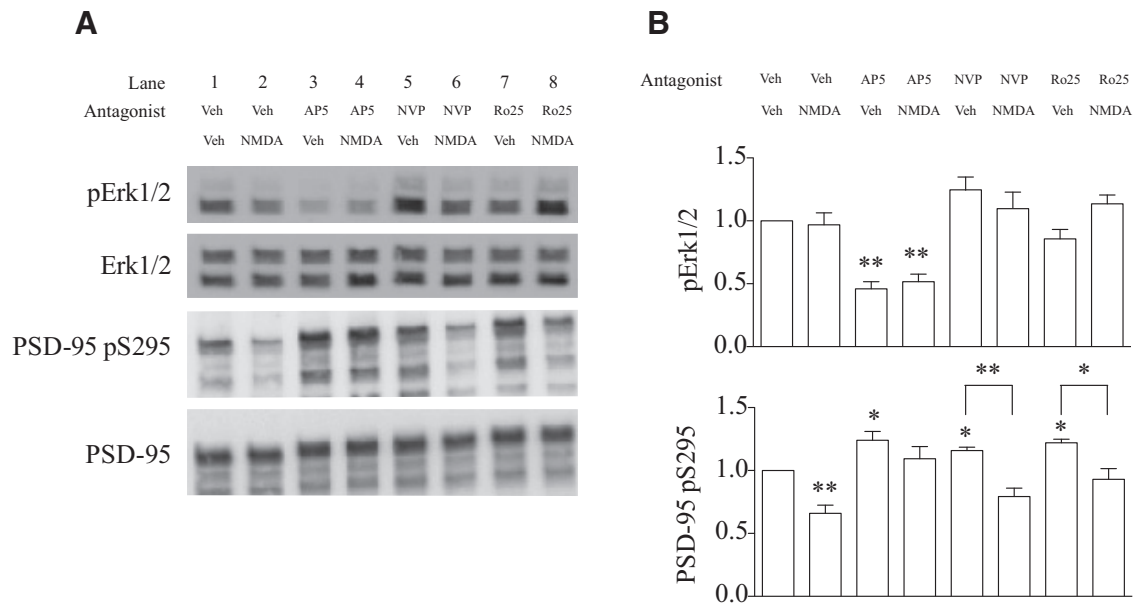 A
Lane 1 2 3 4 5 6 7 8
Antagonist Veh Veh AP5 AP5 NVP NVP Ro25 Ro25
Veh NMDA Veh NMDA Veh NMDA Veh NMDA
pErk1/2
Erk1/2
PSD-95 pS295
PSD-95
B
Antagonist Veh Veh AP5 AP5 NVP NVP Ro25 Ro25
Veh NMDA Veh NMDA Veh NMDA Veh NMDA
pErk1/2
1.5
1.0
0.5
0.0
** **
PSD-95 pS295
1.5
1.0
0.5
0.0
** *
* * *
**